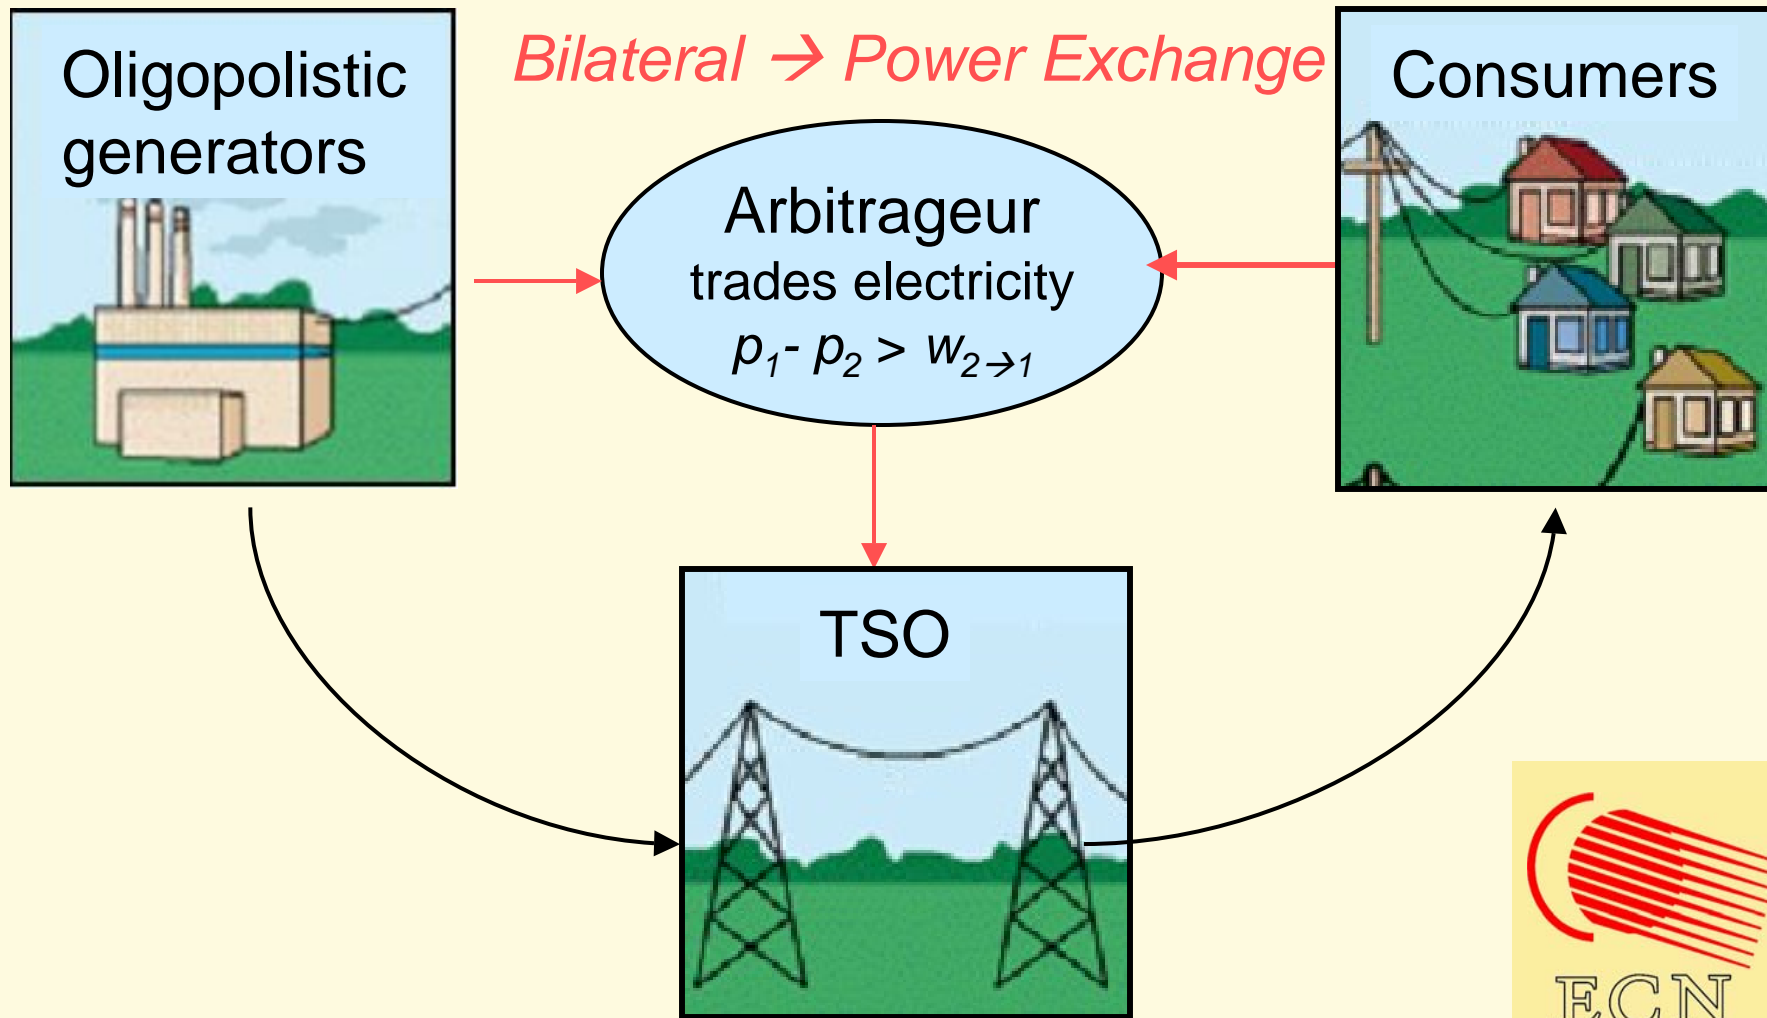 Oligopolistic
generators
Bilateral → Power Exchange
Consumers
Arbitrageur
trades electricity
p₁- p₂ > w₂→₁
TSO
ECN